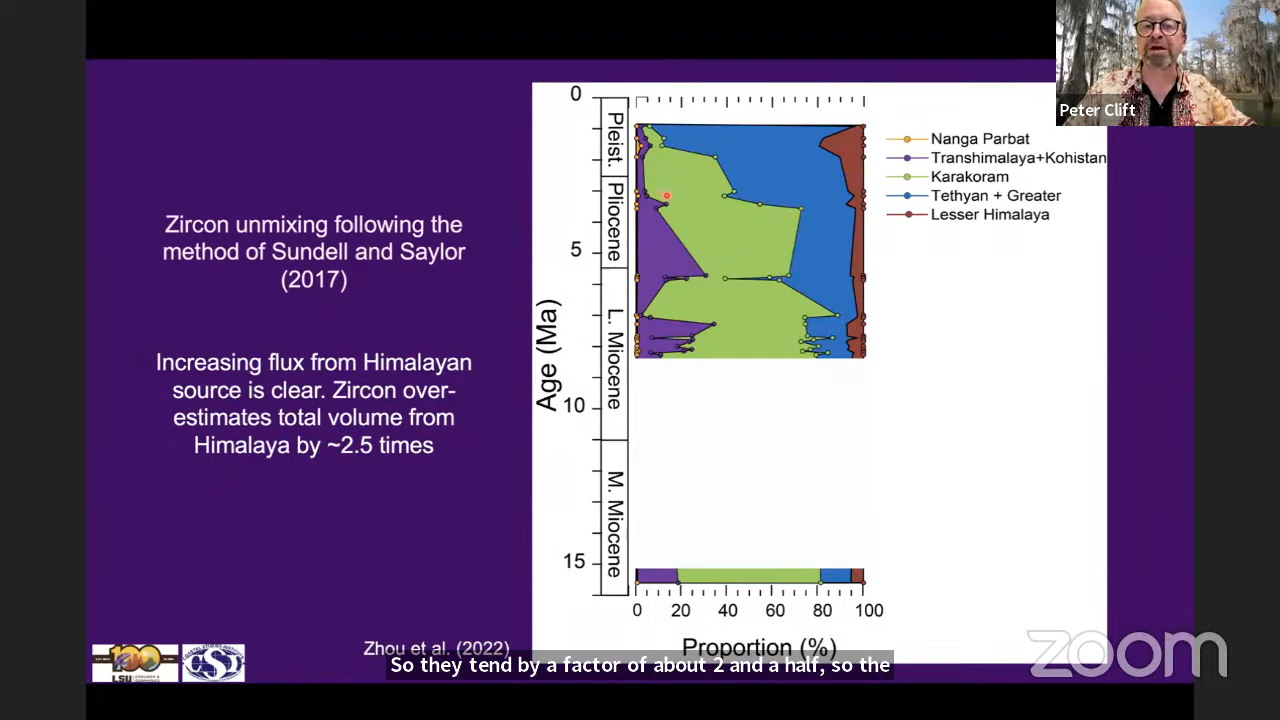 Zircon unmixing following the
method of Sundell and Saylor
(2017)
Increasing flux from Himalayan
source is clear. Zircon over-
estimates total volume from
Himalaya by ~2.5 times
Zhou et al. (2022)
100
LSU
Age (Ma)
0
5
10
15
Pleist.
Pliocene
L. Miocene
M. Miocene
0 20 40 60 80 100
Proportion (%)
Nanga Parbat
Transhimalaya+Kohistan
Karakoram
Tethyan + Greater
Lesser Himalaya
Peter Clift
So they tend by a factor of about 2 and a half, so the
zoom